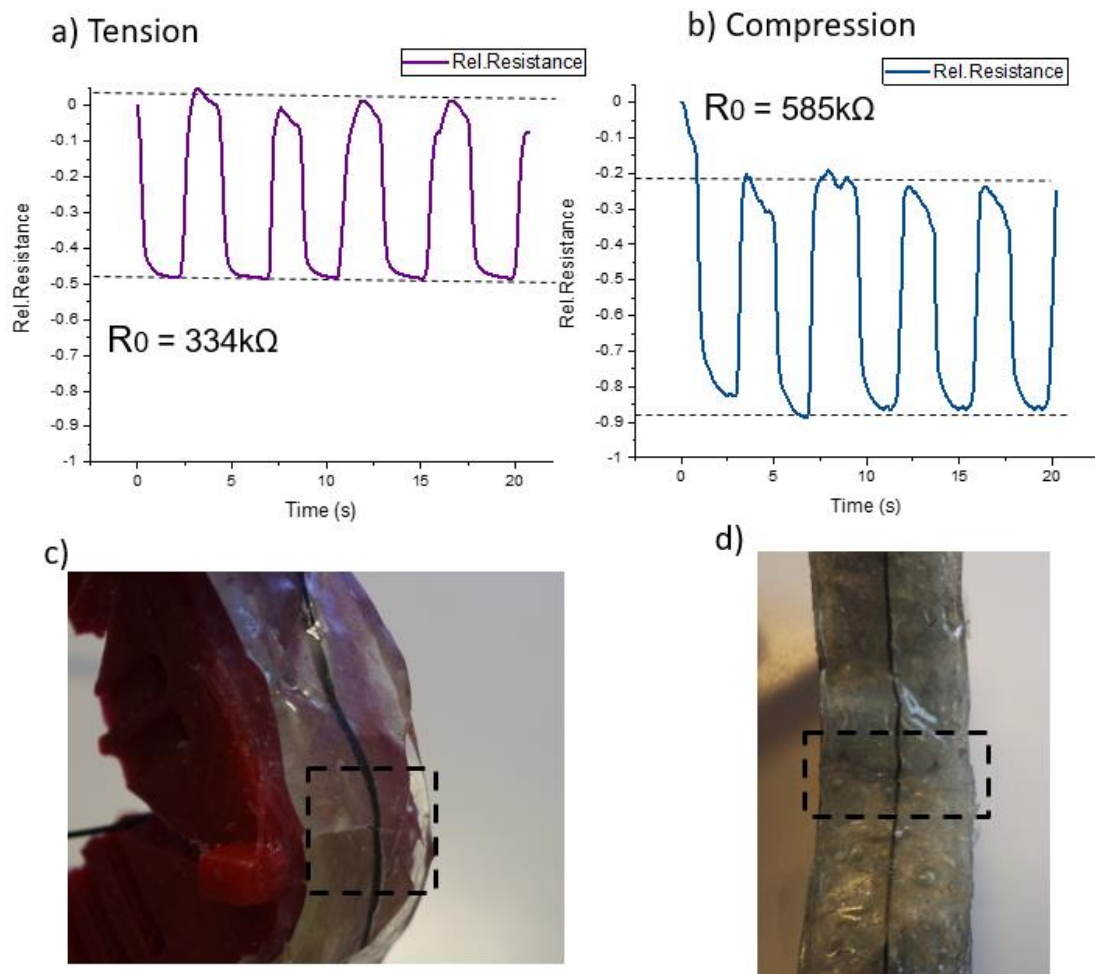 a) Tension
Rel.Resistance
0
-0.1
-0.2
-0.3
-0.4
-0.5
-0.6
-0.7
-0.8
-0.9
-1
Rel.Resistance
R0 = 334kΩ
0 5 10 15 20
Time (s)
b) Compression
Rel.Resistance
R0 = 585kΩ
0
-0.1
-0.2
-0.3
-0.4
-0.5
-0.6
-0.7
-0.8
-0.9
-1
Rel.Resistance
0 5 10 15 20
Time (s)
c)
d)